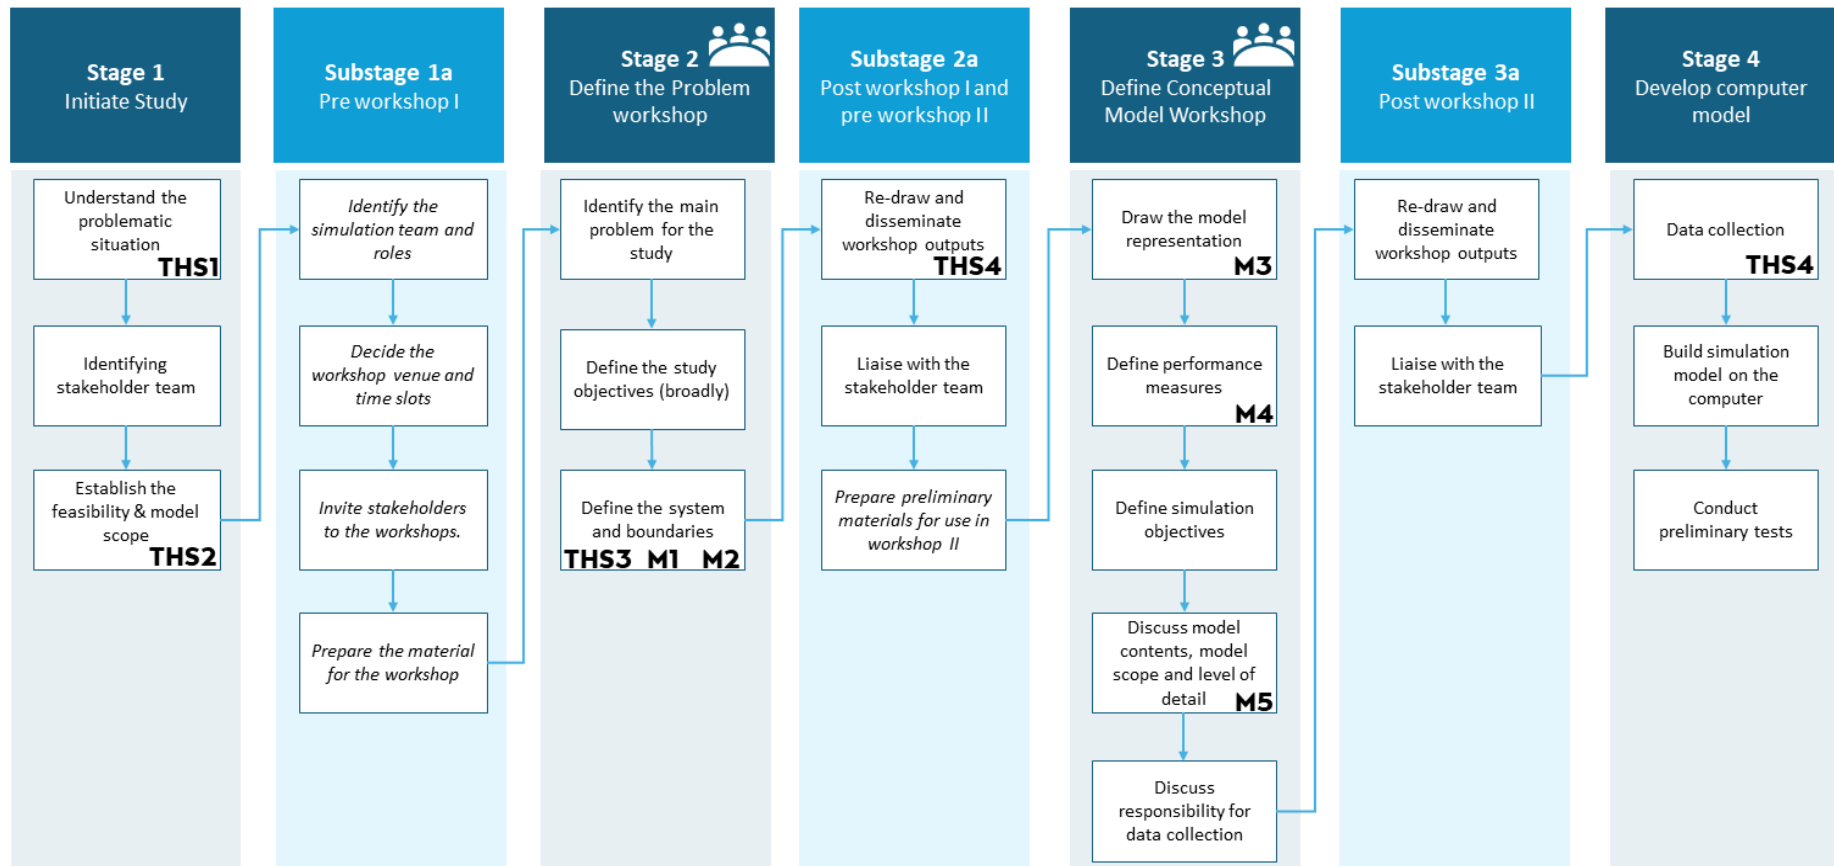 Stage 1
Initiate Study
Substage 1a
Pre workshop I
Stage 2
Define the Problem
workshop
Substage 2a
Post workshop I and
pre workshop II
Stage 3
Define Conceptual
Model Workshop
Substage 3a
Post workshop II
Stage 4
Develop computer
model
Understand the
problematic
situation
THS1
Identifying
stakeholder team
Establish the
feasibility & model
scope
THS2
Identify the
simulation team and
roles
Decide the
workshop venue and
time slots
Invite stakeholders
to the workshops.
Prepare the material
for the workshop
Identify the main
problem for the
study
Define the study
objectives (broadly)
Define the system
and boundaries
THS3 M1 M2
Re-draw and
disseminate
workshop outputs
THS4
Liaise with the
stakeholder team
Prepare preliminary
materials for use in
workshop II
Draw the model
representation
M3
Define performance
measures
M4
Define simulation
objectives
Discuss model
contents, model
scope and level of
detail
M5
Discuss
responsibility for
data collection
Re-draw and
disseminate
workshop outputs
Liaise with the
stakeholder team
Data collection
THS4
Build simulation
model on the
computer
Conduct
preliminary tests